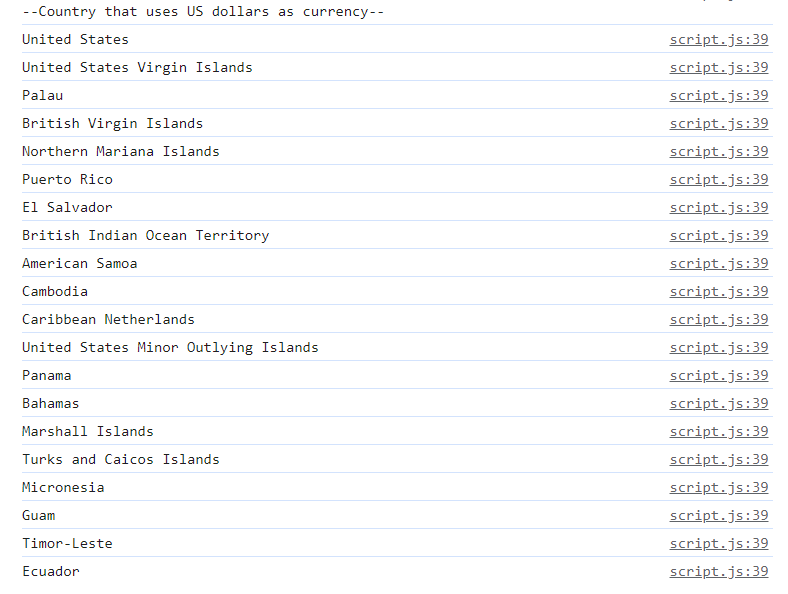 --Country that uses US dollars as currency--
United States script.js:39
United States Virgin Islands script.js:39
Palau script.js:39
British Virgin Islands script.js:39
Northern Mariana Islands script.js:39
Puerto Rico script.js:39
El Salvador script.js:39
British Indian Ocean Territory script.js:39
American Samoa script.js:39
Cambodia script.js:39
Caribbean Netherlands script.js:39
United States Minor Outlying Islands script.js:39
Panama script.js:39
Bahamas script.js:39
Marshall Islands script.js:39
Turks and Caicos Islands script.js:39
Micronesia script.js:39
Guam script.js:39
Timor-Leste script.js:39
Ecuador script.js:39